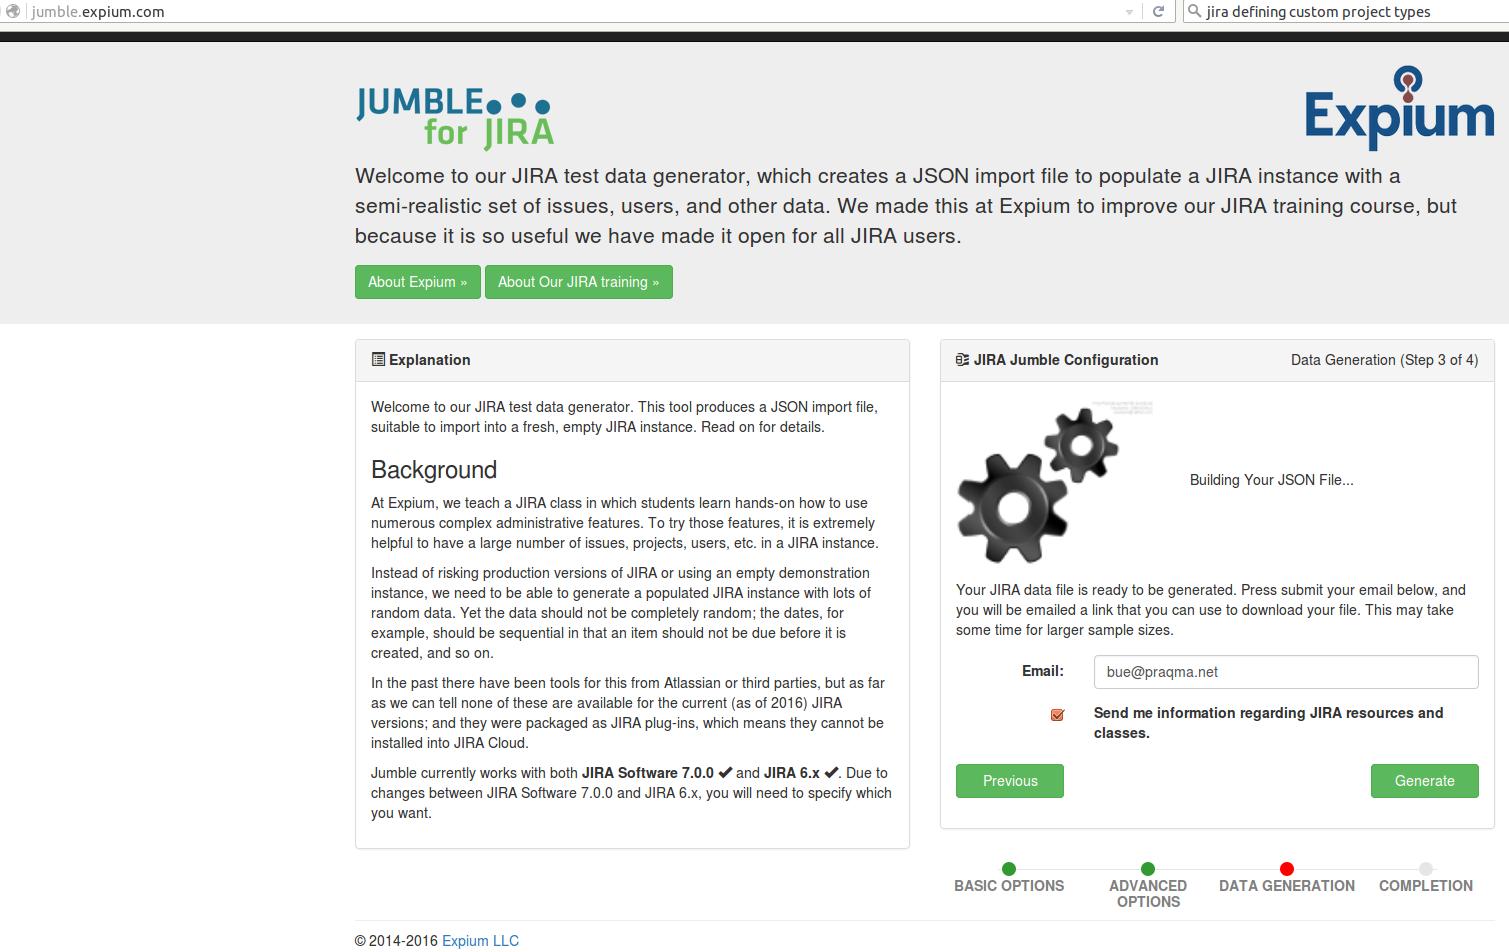 jumble.expium.com
jira defining custom project types
JUMBLE
for JIRA
Expium
Welcome to our JIRA test data generator, which creates a JSON import file to populate a JIRA instance with a
semi-realistic set of issues, users, and other data. We made this at Expium to improve our JIRA training course, but
because it is so useful we have made it open for all JIRA users.
About Expium »
About Our JIRA training »
Explanation
Welcome to our JIRA test data generator. This tool produces a JSON import file,
suitable to import into a fresh, empty JIRA instance. Read on for details.
Background
At Expium, we teach a JIRA class in which students learn hands-on how to use
numerous complex administrative features. To try those features, it is extremely
helpful to have a large number of issues, projects, users, etc. in a JIRA instance.
Instead of risking production versions of JIRA or using an empty demonstration
instance, we need to be able to generate a populated JIRA instance with lots of
random data. Yet the data should not be completely random; the dates, for
example, should be sequential in that an item should not be due before it is
created, and so on.
In the past there have been tools for this from Atlassian or third parties, but as far
as we can tell none of these are available for the current (as of 2016) JIRA
versions; and they were packaged as JIRA plug-ins, which means they cannot be
installed into JIRA Cloud.
Jumble currently works with both JIRA Software 7.0.0 ✔ and JIRA 6.x ✔. Due to
changes between JIRA Software 7.0.0 and JIRA 6.x, you will need to specify which
you want.
JIRA Jumble Configuration
Data Generation (Step 3 of 4)
Building Your JSON File...
Your JIRA data file is ready to be generated. Press submit your email below, and
you will be emailed a link that you can use to download your file. This may take
some time for larger sample sizes.
Email:
bue@praqma.net
Send me information regarding JIRA resources and
classes.
Previous
Generate
BASIC OPTIONS
ADVANCED
OPTIONS
DATA GENERATION
COMPLETION
© 2014-2016 Expium LLC